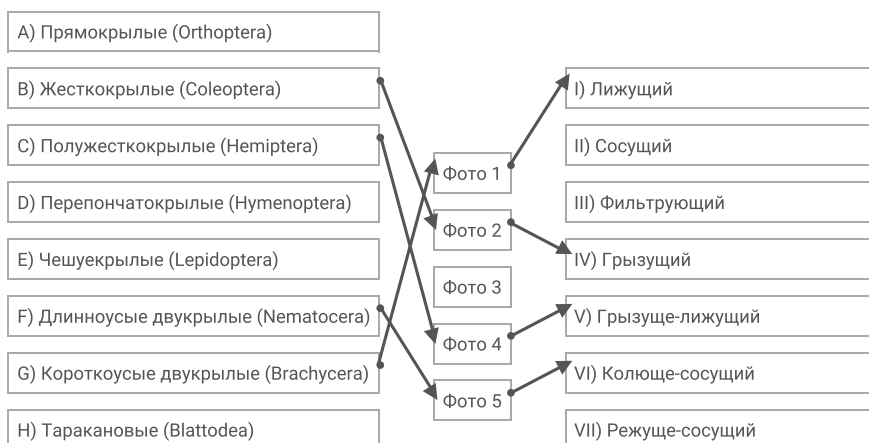 A) Прямокрылые (Orthoptera)
B) Жесткокрылые (Coleoptera)
C) Полужесткокрылые (Hemiptera)
D) Перепончатокрылые (Hymenoptera)
E) Чешуекрылые (Lepidoptera)
F) Длинноусые двукрылые (Nematocera)
G) Короткоусые двукрылые (Brachycera)
H) Таракановые (Blattodea)
Фото 1
Фото 2
Фото 3
Фото 4
Фото 5
I) Лижущий
II) Сосущий
III) Фильтрующий
IV) Грызущий
V) Грызуще-лижущий
VI) Колюще-сосущий
VII) Режуще-сосущий